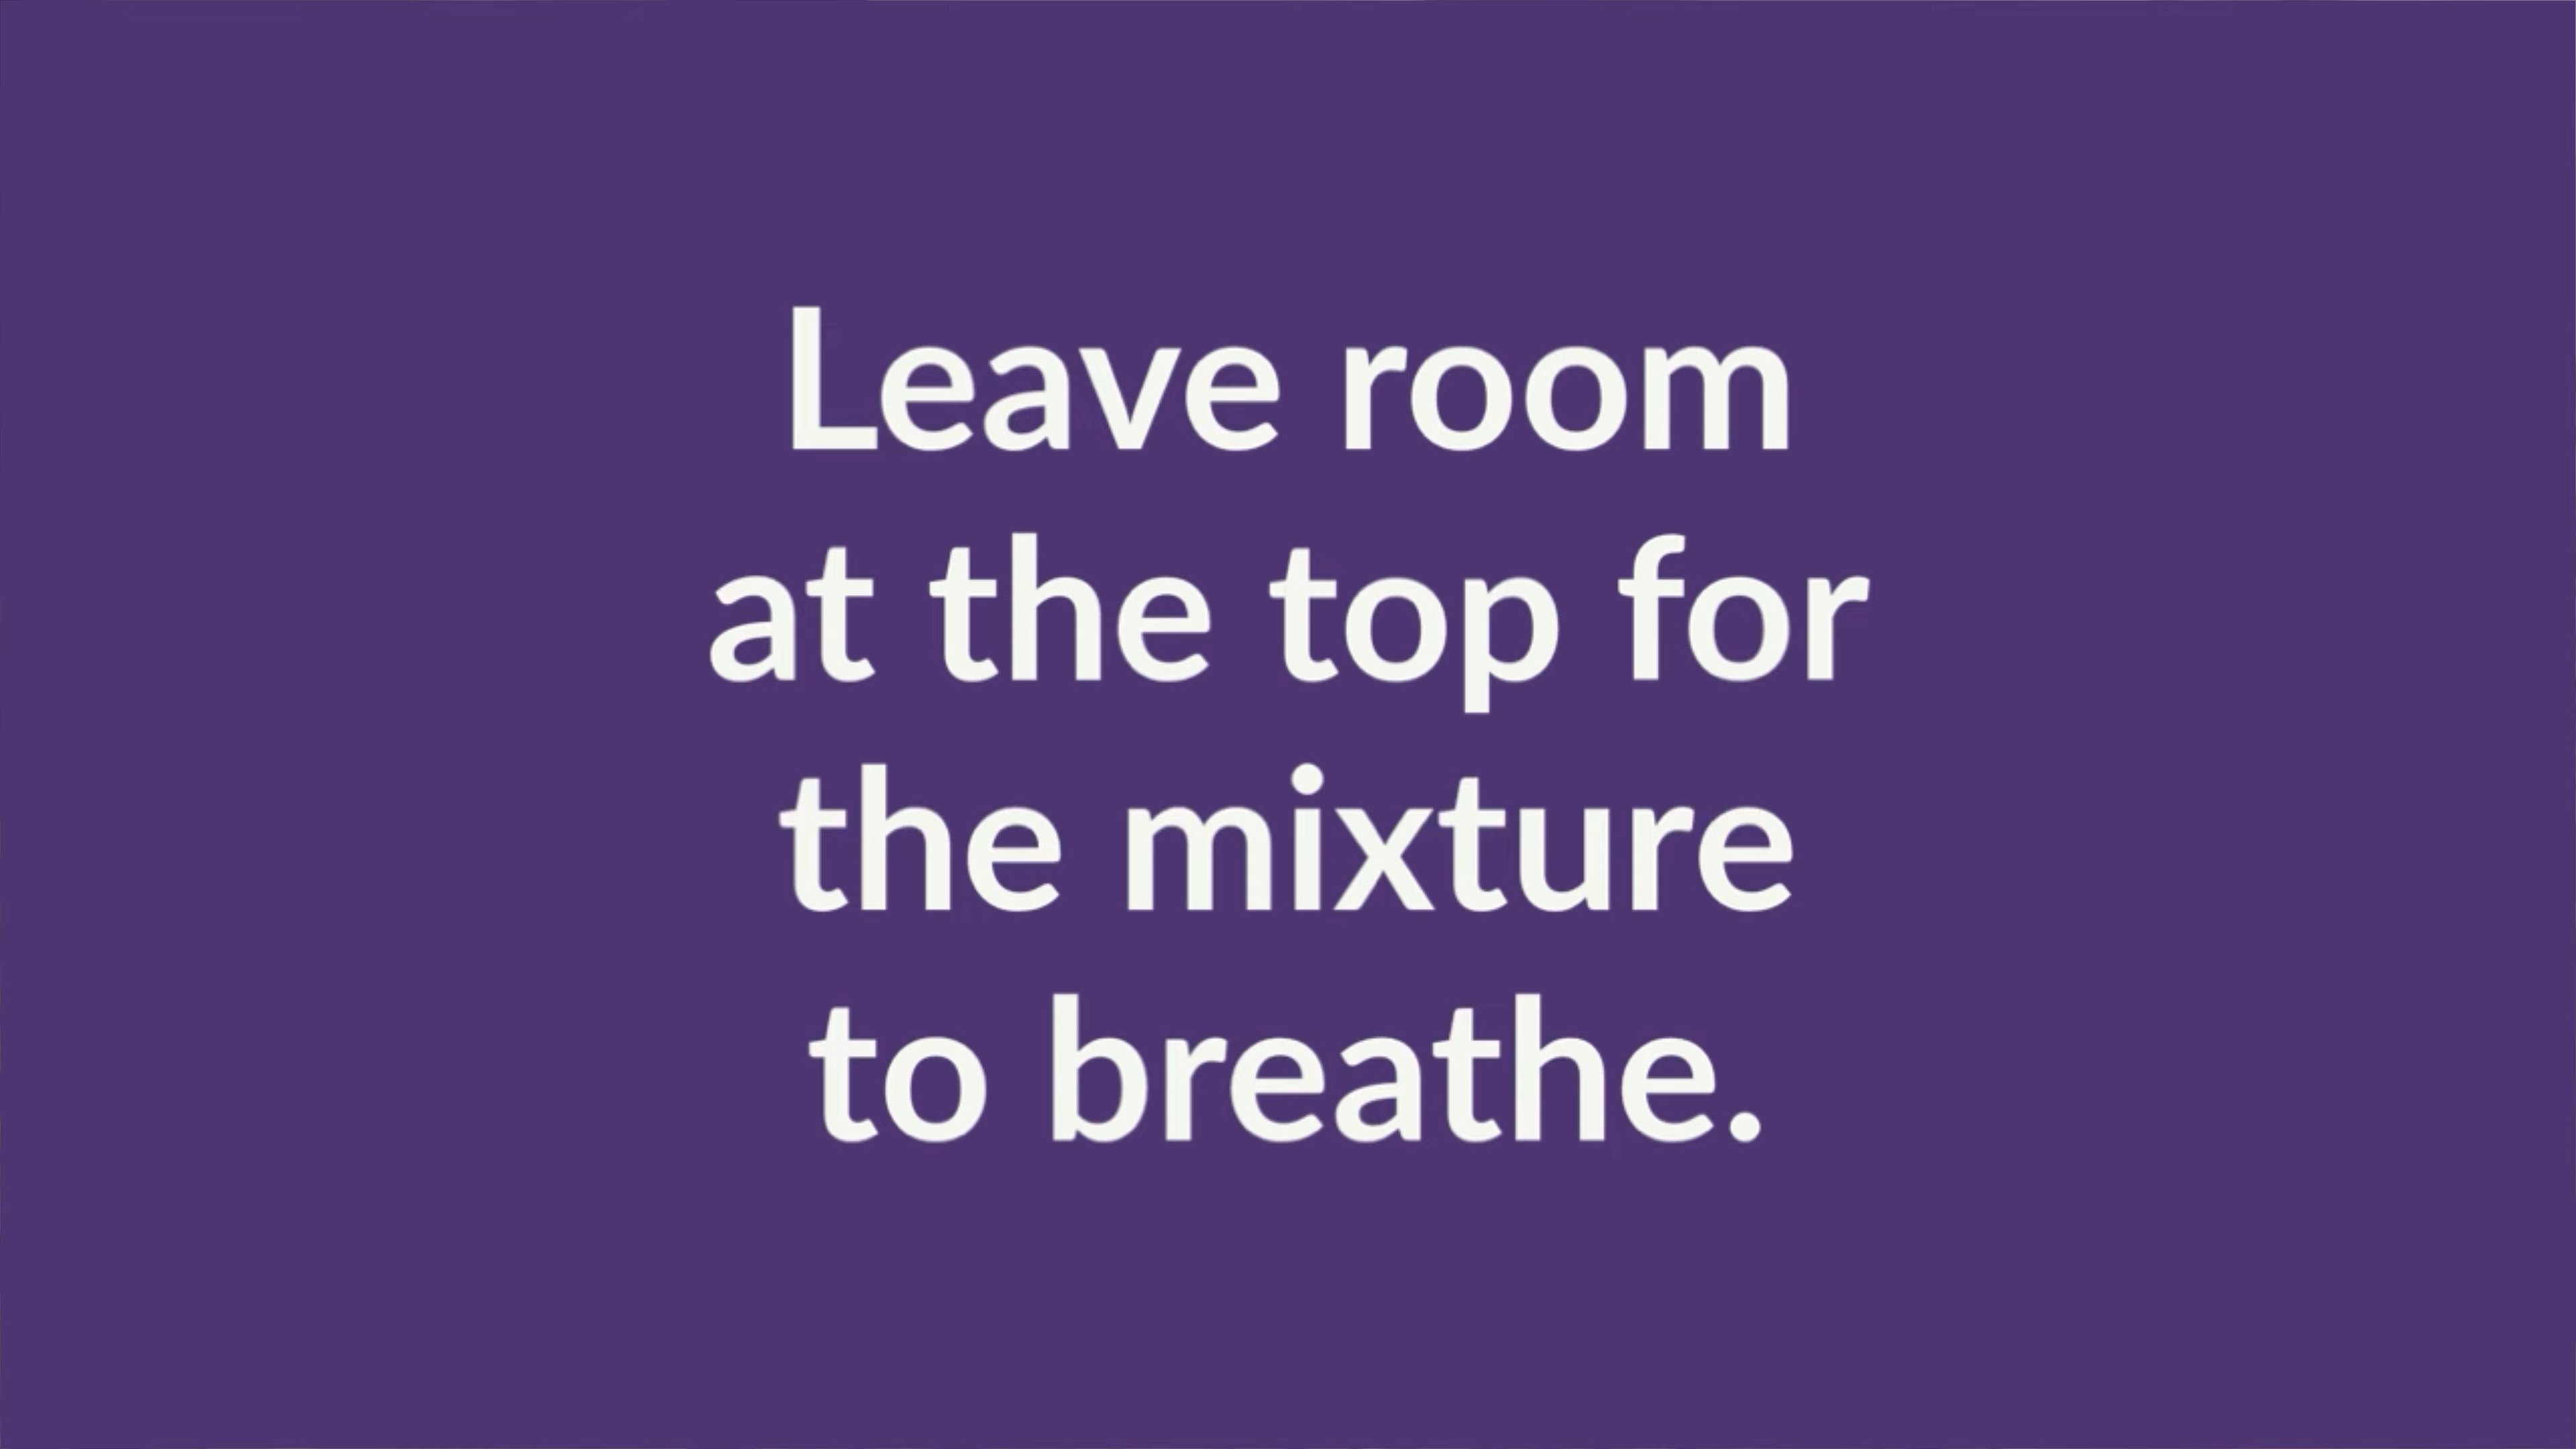 Leave room
at the top for
the mixture
to breathe.